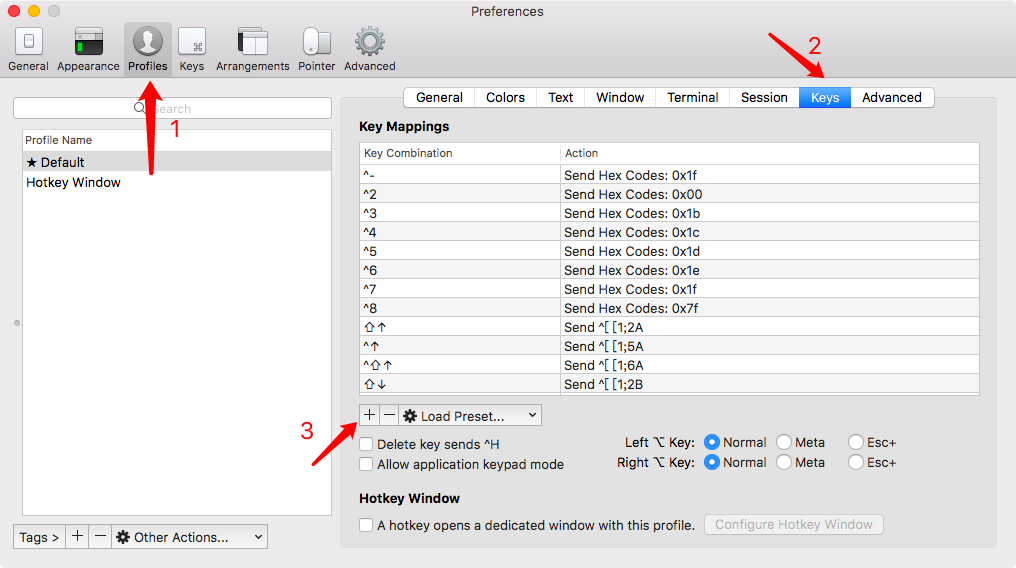 Preferences
General Appearance Profiles Keys Arrangements Pointer Advanced
2
Search
1
General Colors Text Window Terminal Session Keys Advanced
Profile Name
★ Default
Hotkey Window
Key Mappings
Key Combination Action
^- Send Hex Codes: 0x1f
^2 Send Hex Codes: 0x00
^3 Send Hex Codes: 0x1b
^4 Send Hex Codes: 0x1c
^5 Send Hex Codes: 0x1d
^6 Send Hex Codes: 0x1e
^7 Send Hex Codes: 0x1f
^8 Send Hex Codes: 0x7f
⇧↑ Send ^[ [1;2A
^↑ Send ^[ [1;5A
^⇧↑ Send ^[ [1;6A
⇧↓ Send ^[ [1;2B
3
+ − Load Preset...
Delete key sends ^H
Allow application keypad mode
Left ⌥ Key: Normal Meta Esc+
Right ⌥ Key: Normal Meta Esc+
Hotkey Window
A hotkey opens a dedicated window with this profile. Configure Hotkey Window
Tags > + − Other Actions...